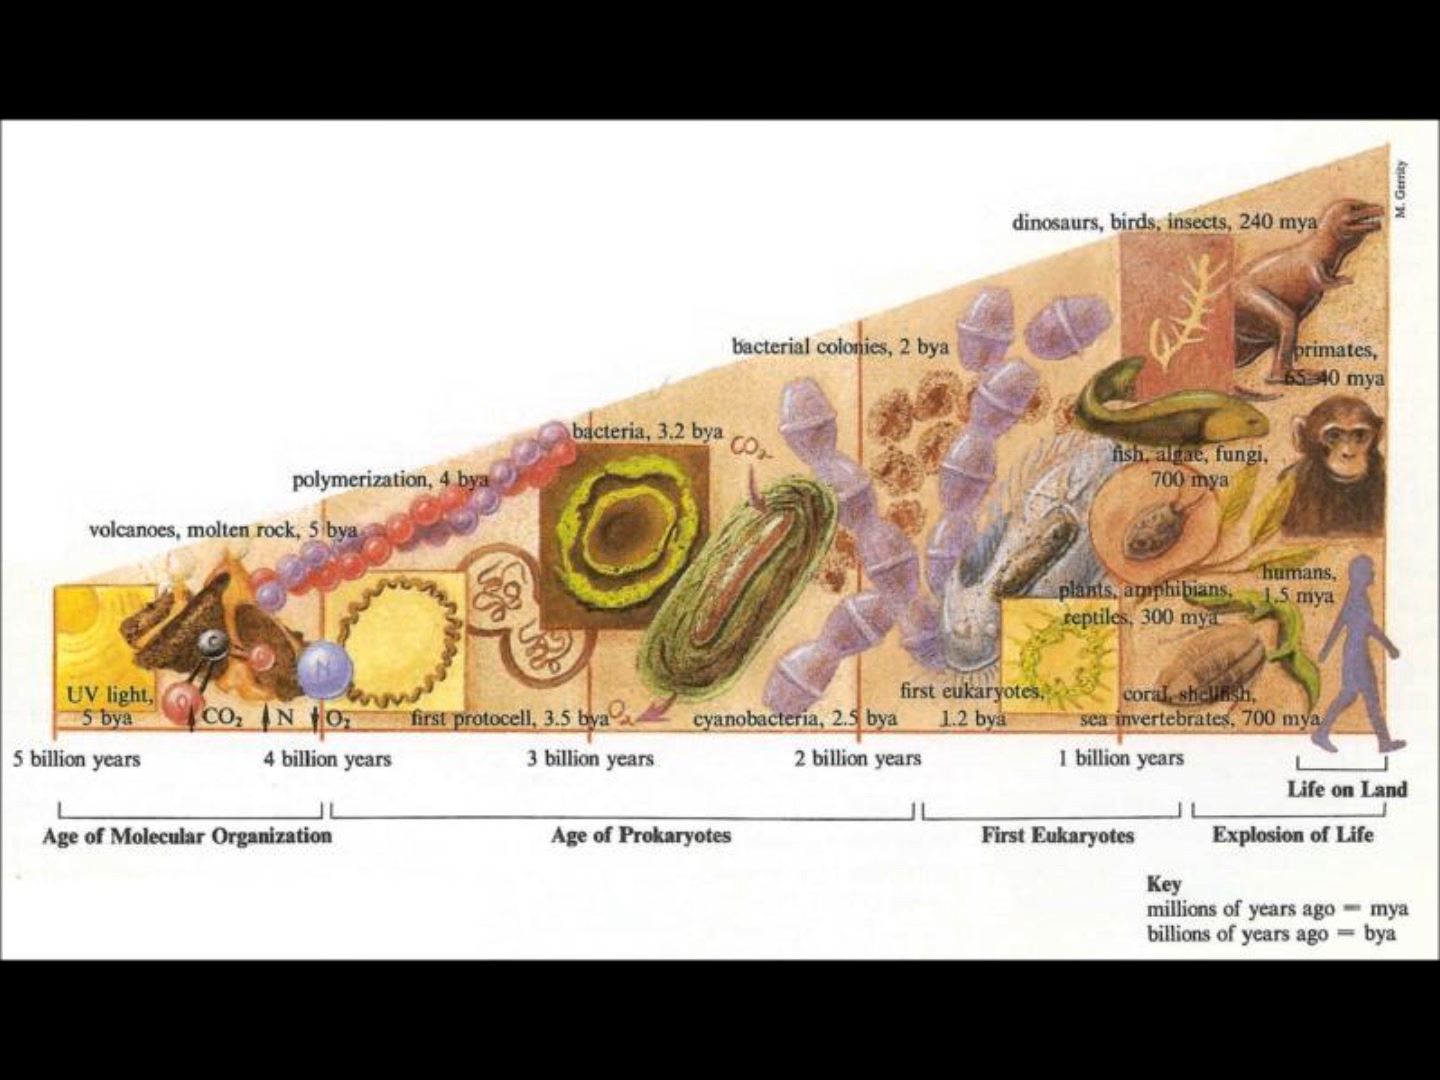 M. Gerrity
dinosaurs, birds, insects, 240 mya
primates,
65-40 mya
bacterial colonies, 2 bya
bacteria, 3.2 bya
CO₂
fish, algae, fungi,
700 mya
polymerization, 4 bya
volcanoes, molten rock, 5 bya
humans,
1.5 mya
plants, amphibians,
reptiles, 300 mya
C
O
N
UV light,
5 bya
CO₂
N
O₂
first protocell, 3.5 bya
O₂
cyanobacteria, 2.5 bya
first eukaryotes,
1.2 bya
coral, shellfish,
sea invertebrates, 700 mya
5 billion years 4 billion years 3 billion years 2 billion years 1 billion years
Life on Land
Age of Molecular Organization Age of Prokaryotes First Eukaryotes Explosion of Life
Key
millions of years ago = mya
billions of years ago = bya